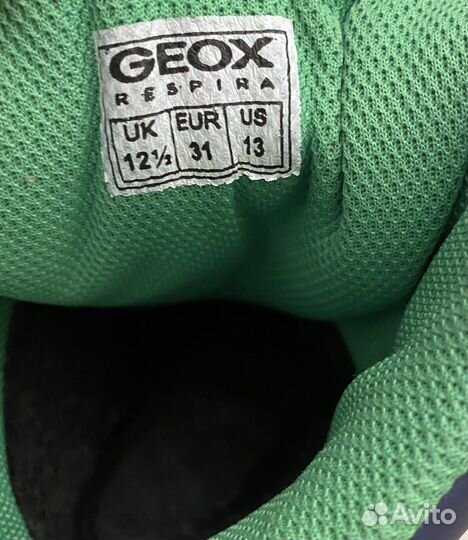 GEOX
RESPIRA
UK EUR US
12½ 31 13
Avito